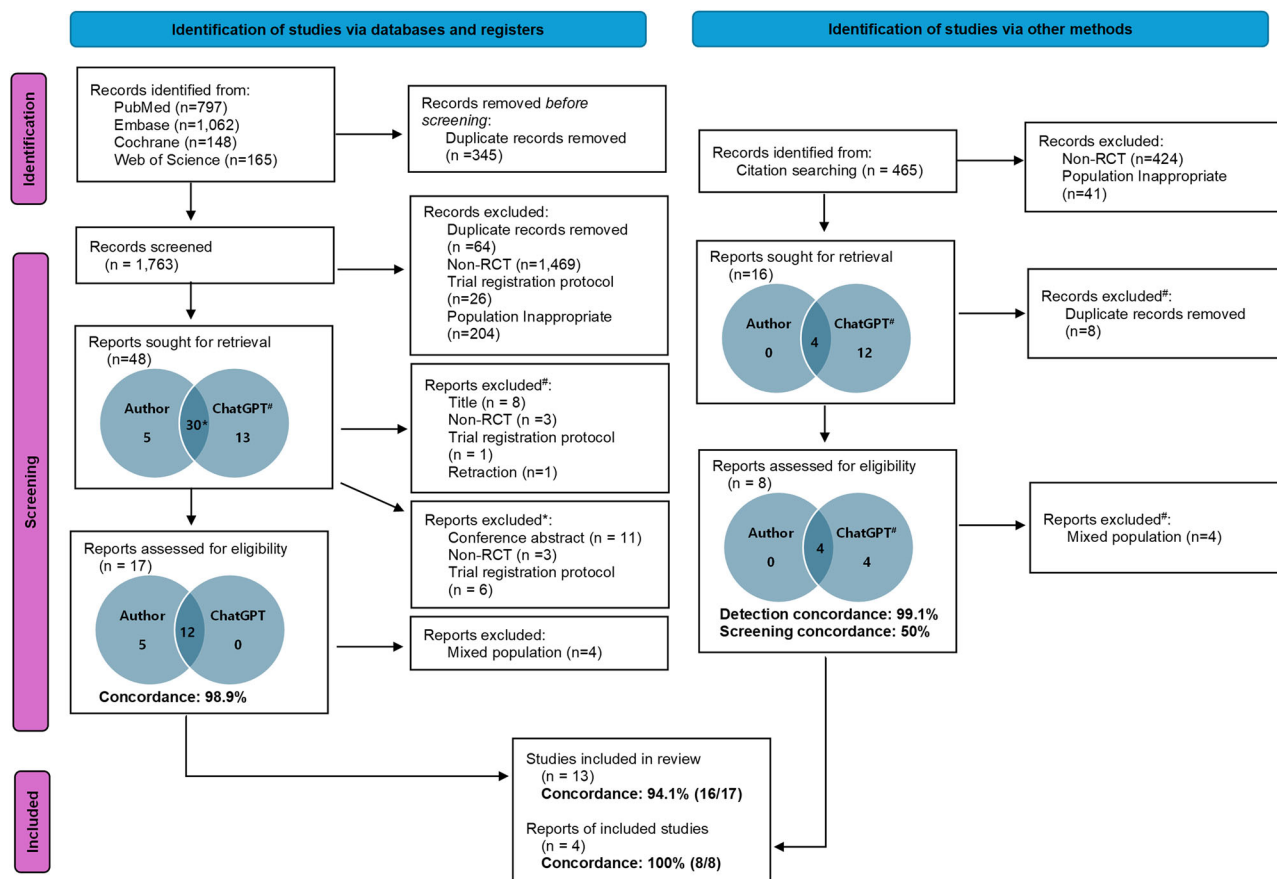 Identification of studies via databases and registers
Identification of studies via other methods
Identification
Records identified from:
PubMed (n=797)
Embase (n=1,062)
Cochrane (n=148)
Web of Science (n=165)
Records removed before
screening:
Duplicate records removed
(n =345)
Records identified from:
Citation searching (n = 465)
Records excluded:
Non-RCT (n=424)
Population Inappropriate
(n=41)
Screening
Records screened
(n = 1,763)
Records excluded:
Duplicate records removed
(n =64)
Non-RCT (n=1,469)
Trial registration protocol
(n=26)
Population Inappropriate
(n=204)
Reports sought for retrieval
(n=16)
Author
0
4
ChatGPT#
12
Records excluded#:
Duplicate records removed
(n=8)
Reports sought for retrieval
(n=48)
Author
5
30*
ChatGPT#
13
Reports excluded#:
Title (n = 8)
Non-RCT (n =3)
Trial registration protocol
(n = 1)
Retraction (n=1)
Reports excluded*:
Conference abstract (n = 11)
Non-RCT (n =3)
Trial registration protocol
(n = 6)
Reports assessed for eligibility
(n = 8)
Author
0
4
ChatGPT#
4
Detection concordance: 99.1%
Screening concordance: 50%
Reports excluded#:
Mixed population (n=4)
Reports assessed for eligibility
(n = 17)
Author
5
12
ChatGPT
0
Concordance: 98.9%
Reports excluded:
Mixed population (n=4)
Included
Studies included in review
(n = 13)
Concordance: 94.1% (16/17)
Reports of included studies
(n = 4)
Concordance: 100% (8/8)